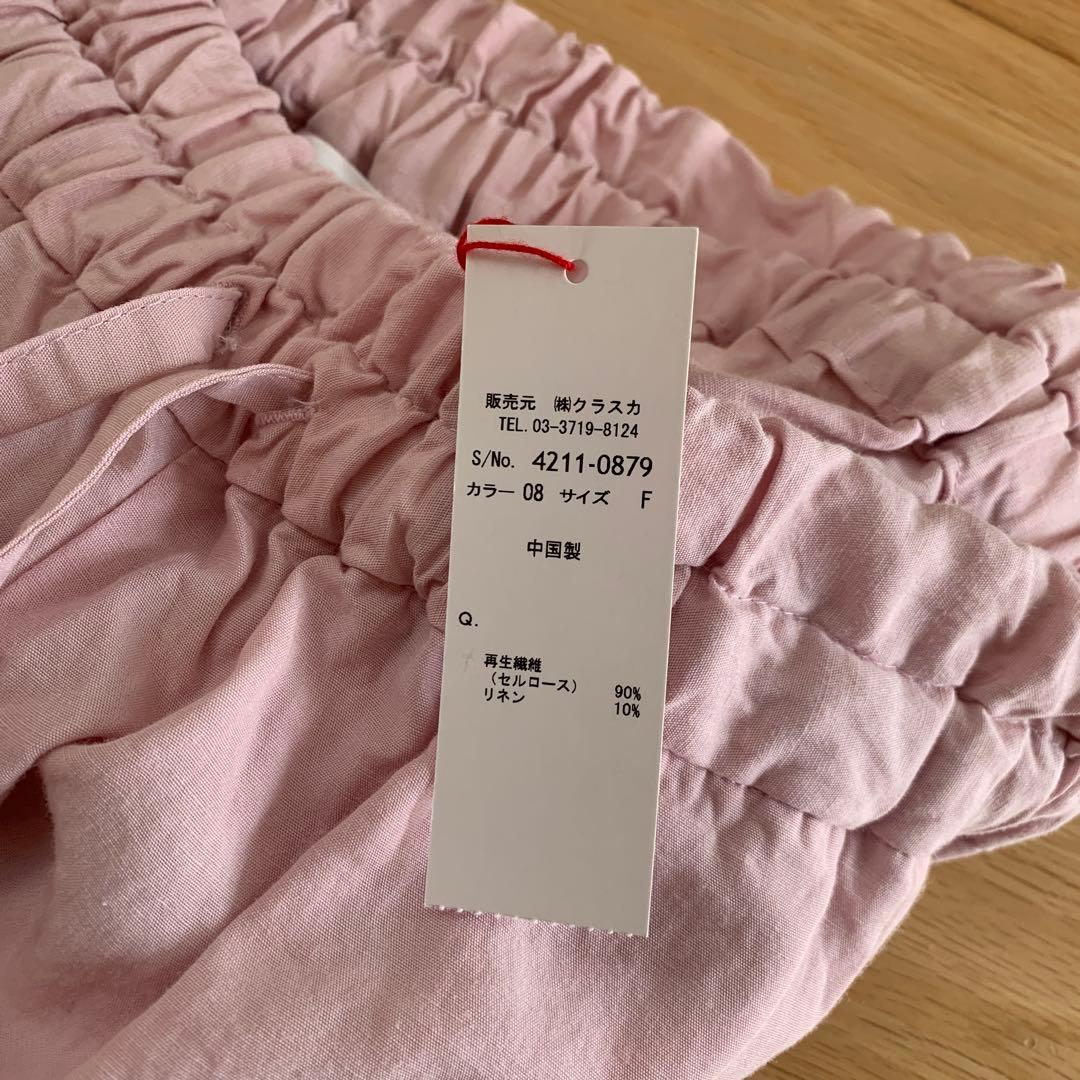 販売元 ㈱クラスカ
TEL. 03-3719-8124
S/No. 4211-0879
カラー 08 サイズ F
中国製
Q.
再生繊維
(セルロース) 90%
リネン 10%